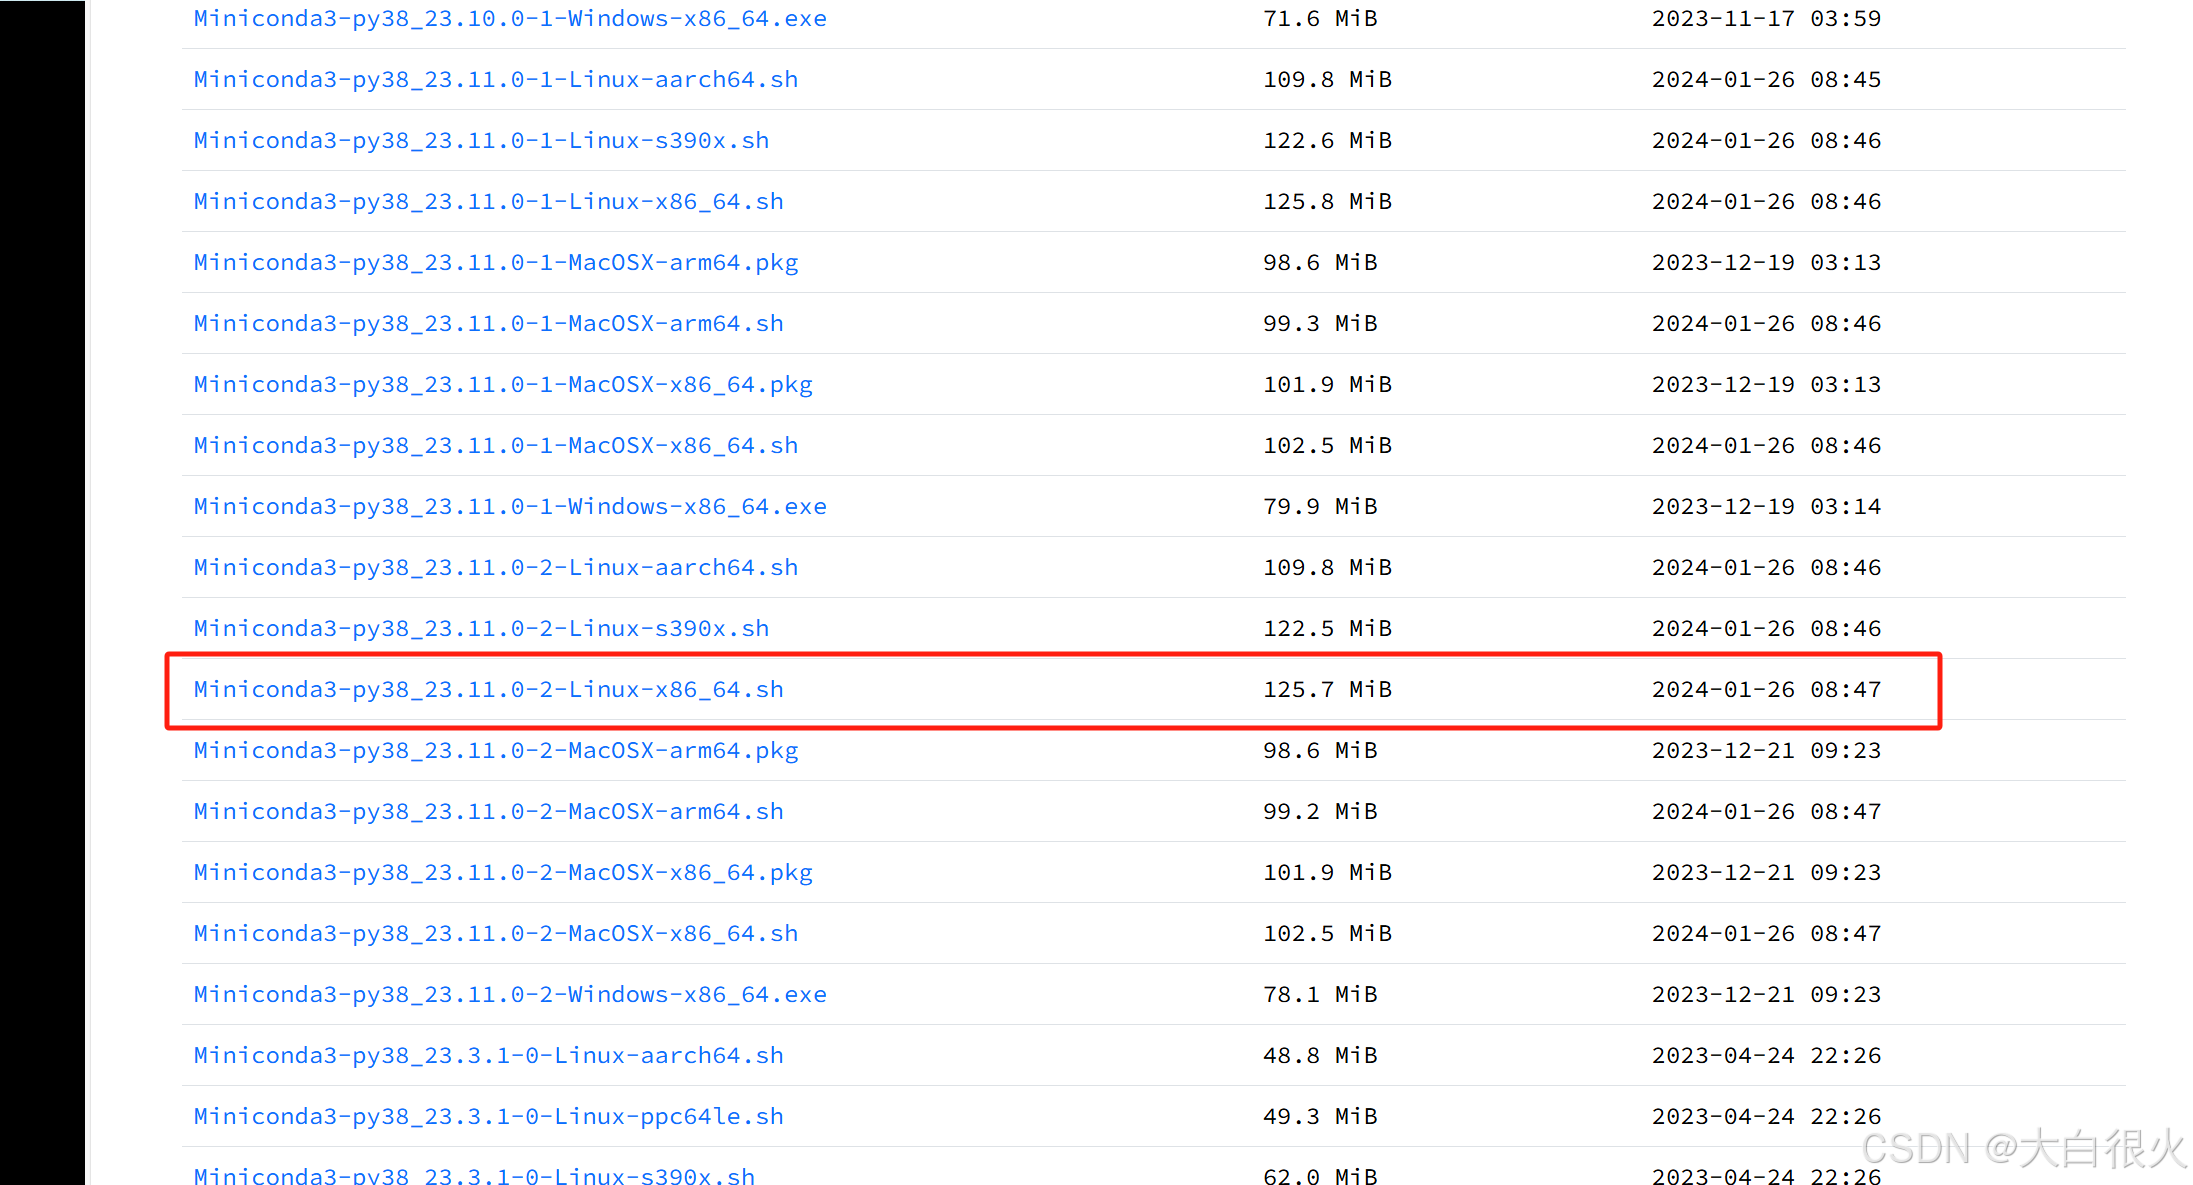 Miniconda3-py38_23.10.0-1-Windows-x86_64.exe 71.6 MiB 2023-11-17 03:59
Miniconda3-py38_23.11.0-1-Linux-aarch64.sh 109.8 MiB 2024-01-26 08:45
Miniconda3-py38_23.11.0-1-Linux-s390x.sh 122.6 MiB 2024-01-26 08:46
Miniconda3-py38_23.11.0-1-Linux-x86_64.sh 125.8 MiB 2024-01-26 08:46
Miniconda3-py38_23.11.0-1-MacOSX-arm64.pkg 98.6 MiB 2023-12-19 03:13
Miniconda3-py38_23.11.0-1-MacOSX-arm64.sh 99.3 MiB 2024-01-26 08:46
Miniconda3-py38_23.11.0-1-MacOSX-x86_64.pkg 101.9 MiB 2023-12-19 03:13
Miniconda3-py38_23.11.0-1-MacOSX-x86_64.sh 102.5 MiB 2024-01-26 08:46
Miniconda3-py38_23.11.0-1-Windows-x86_64.exe 79.9 MiB 2023-12-19 03:14
Miniconda3-py38_23.11.0-2-Linux-aarch64.sh 109.8 MiB 2024-01-26 08:46
Miniconda3-py38_23.11.0-2-Linux-s390x.sh 122.5 MiB 2024-01-26 08:46
Miniconda3-py38_23.11.0-2-Linux-x86_64.sh 125.7 MiB 2024-01-26 08:47
Miniconda3-py38_23.11.0-2-MacOSX-arm64.pkg 98.6 MiB 2023-12-21 09:23
Miniconda3-py38_23.11.0-2-MacOSX-arm64.sh 99.2 MiB 2024-01-26 08:47
Miniconda3-py38_23.11.0-2-MacOSX-x86_64.pkg 101.9 MiB 2023-12-21 09:23
Miniconda3-py38_23.11.0-2-MacOSX-x86_64.sh 102.5 MiB 2024-01-26 08:47
Miniconda3-py38_23.11.0-2-Windows-x86_64.exe 78.1 MiB 2023-12-21 09:23
Miniconda3-py38_23.3.1-0-Linux-aarch64.sh 48.8 MiB 2023-04-24 22:26
Miniconda3-py38_23.3.1-0-Linux-ppc64le.sh 49.3 MiB 2023-04-24 22:26
Miniconda3-py38_23.3.1-0-Linux-s390x.sh 62.0 MiB 2023-04-24 22:26
CSDN @大白很火